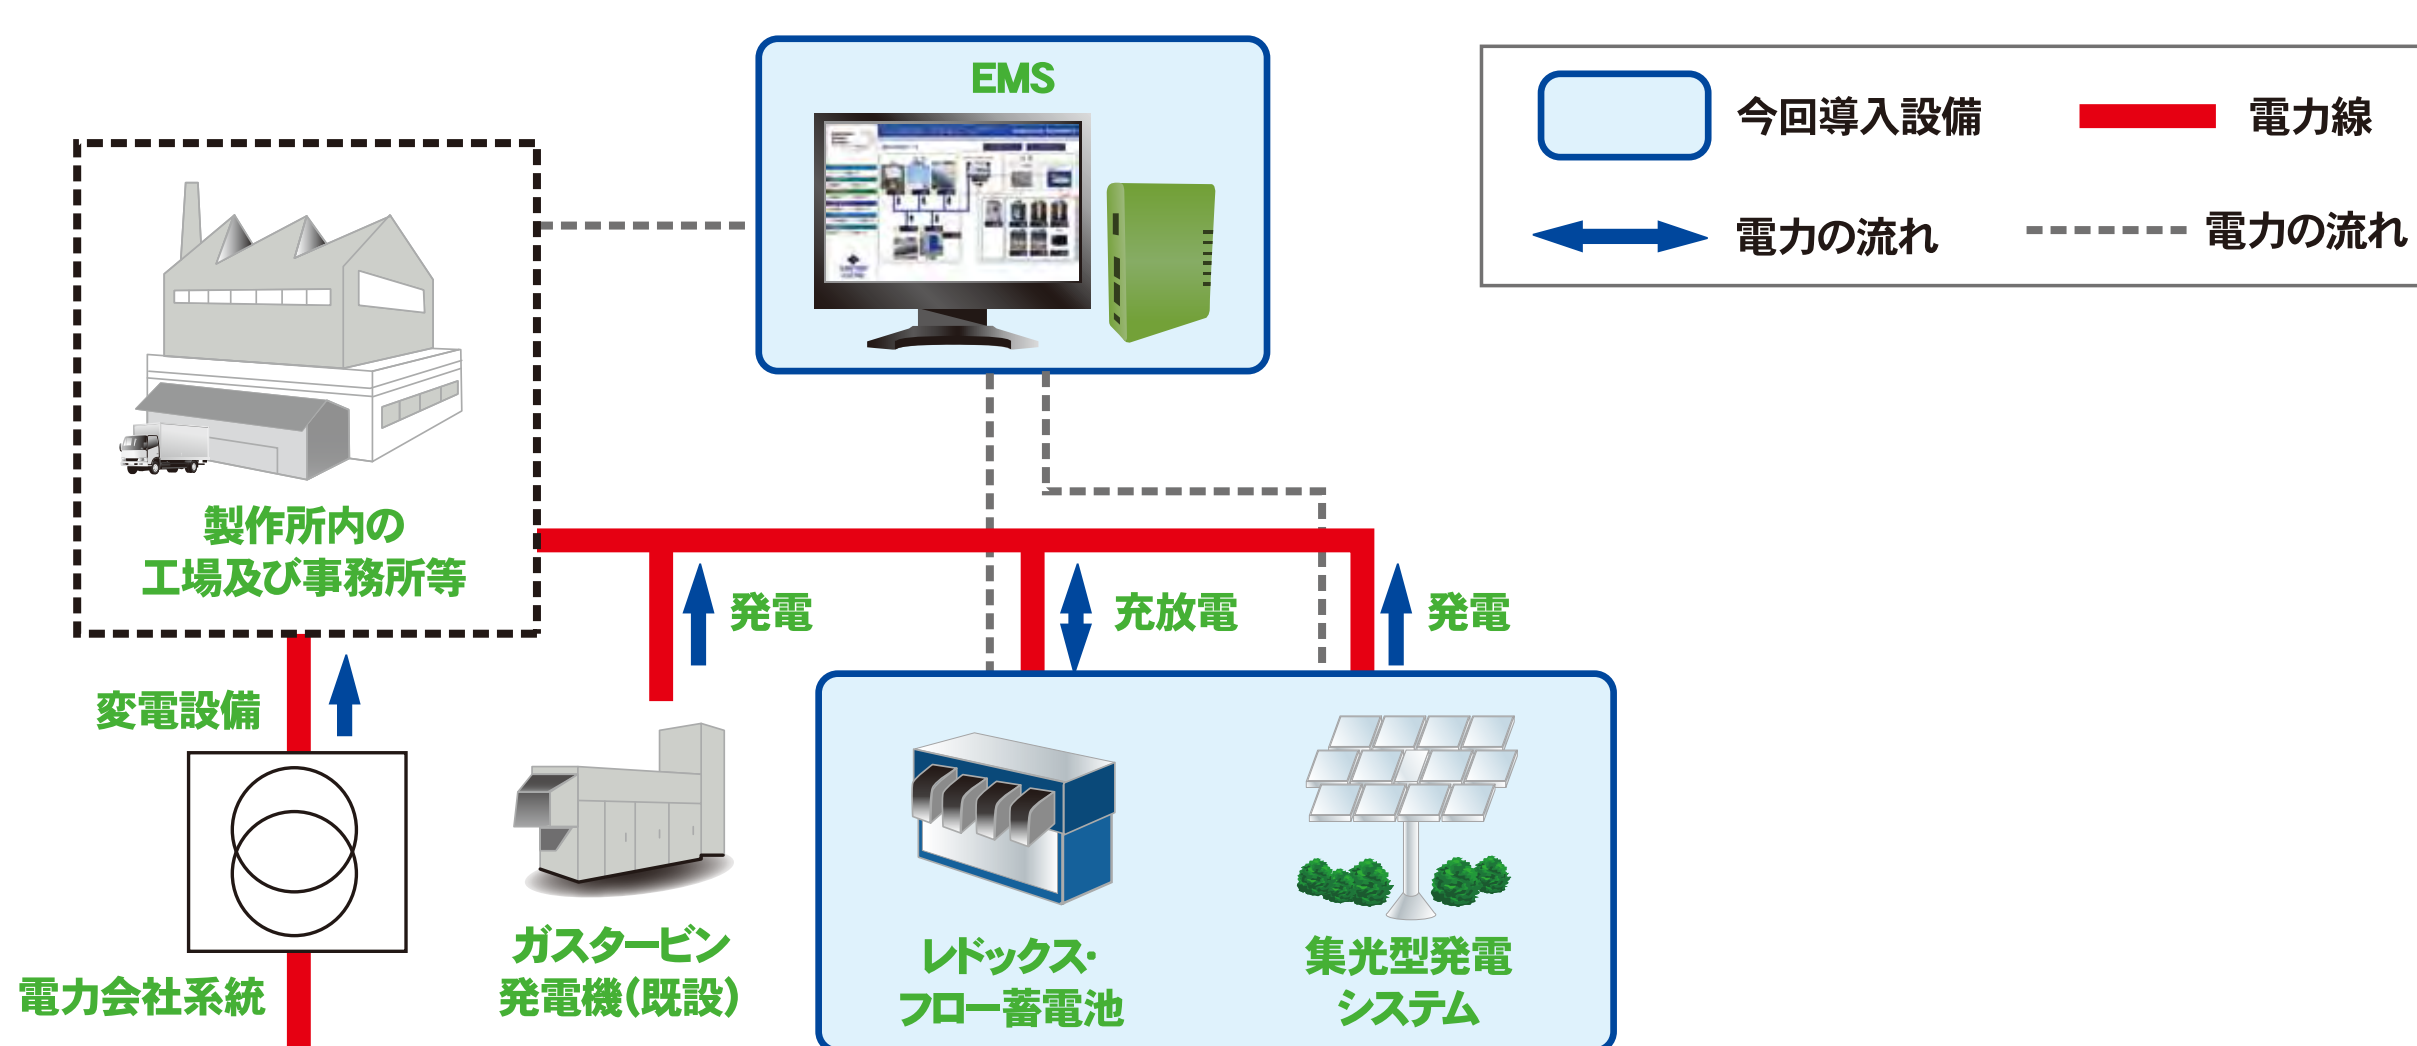 EMS
今回導入設備
電力線
電力の流れ
電力の流れ
製作所内の
工場及び事務所等
発電
充放電
発電
変電設備
電力会社系統
ガスタービン
発電機(既設)
レドックス・
フロー蓄電池
集光型発電
システム